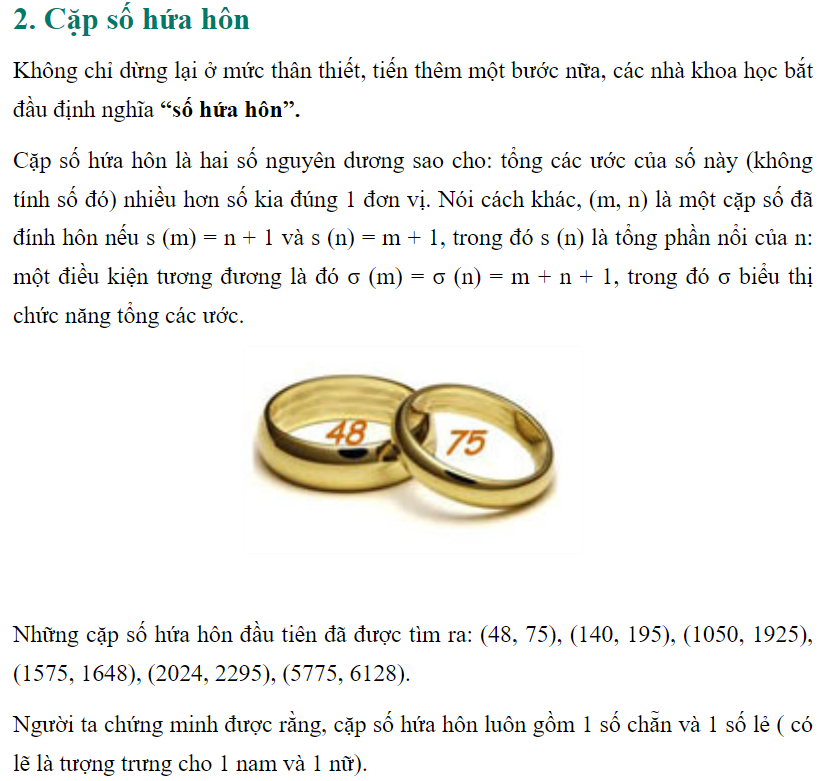 2. Cặp số hứa hôn
Không chỉ dừng lại ở mức thân thiết, tiến thêm một bước nữa, các nhà khoa học bắt
đầu định nghĩa “số hứa hôn”.
Cặp số hứa hôn là hai số nguyên dương sao cho: tổng các ước của số này (không
tính số đó) nhiều hơn số kia đúng 1 đơn vị. Nói cách khác, (m, n) là một cặp số đã
đính hôn nếu s (m) = n + 1 và s (n) = m + 1, trong đó s (n) là tổng phần nổi của n:
một điều kiện tương đương là đó σ (m) = σ (n) = m + n + 1, trong đó σ biểu thị
chức năng tổng các ước.
48 75
Những cặp số hứa hôn đầu tiên đã được tìm ra: (48, 75), (140, 195), (1050, 1925),
(1575, 1648), (2024, 2295), (5775, 6128).
Người ta chứng minh được rằng, cặp số hứa hôn luôn gồm 1 số chẵn và 1 số lẻ ( có
lẽ là tượng trưng cho 1 nam và 1 nữ).